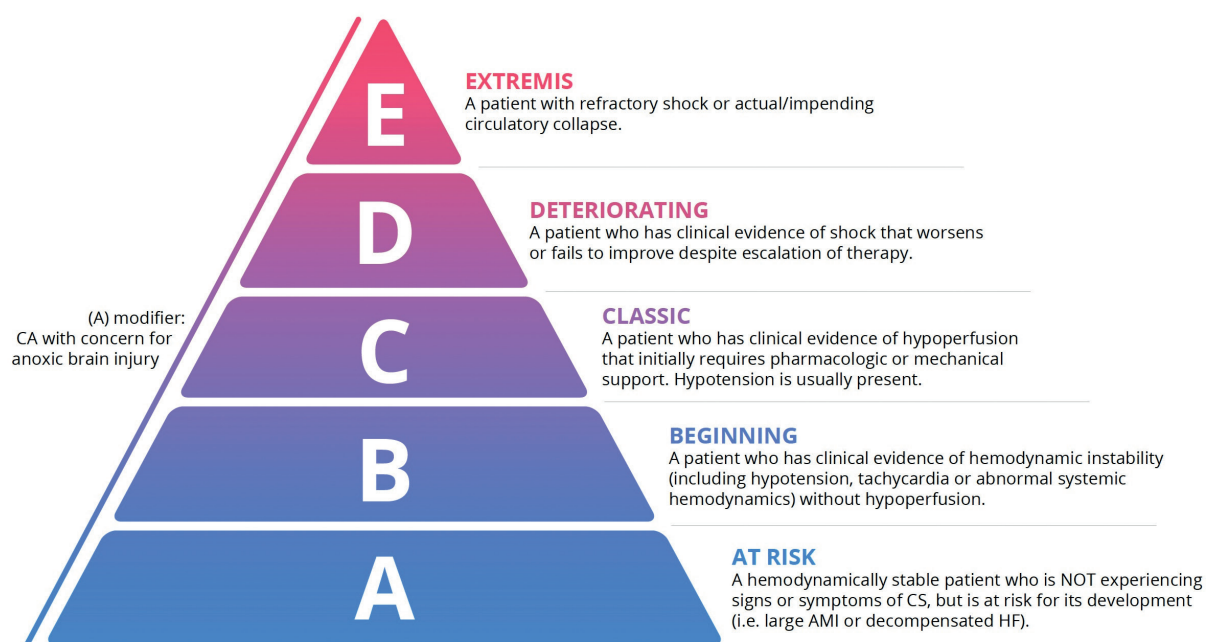 E
EXTREMIS
A patient with refractory shock or actual/impending
circulatory collapse.
D
DETERIORATING
A patient who has clinical evidence of shock that worsens
or fails to improve despite escalation of therapy.
(A) modifier:
CA with concern for
anoxic brain injury
C
CLASSIC
A patient who has clinical evidence of hypoperfusion
that initially requires pharmacologic or mechanical
support. Hypotension is usually present.
B
BEGINNING
A patient who has clinical evidence of hemodynamic instability
(including hypotension, tachycardia or abnormal systemic
hemodynamics) without hypoperfusion.
A
AT RISK
A hemodynamically stable patient who is NOT experiencing
signs or symptoms of CS, but is at risk for its development
(i.e. large AMI or decompensated HF).